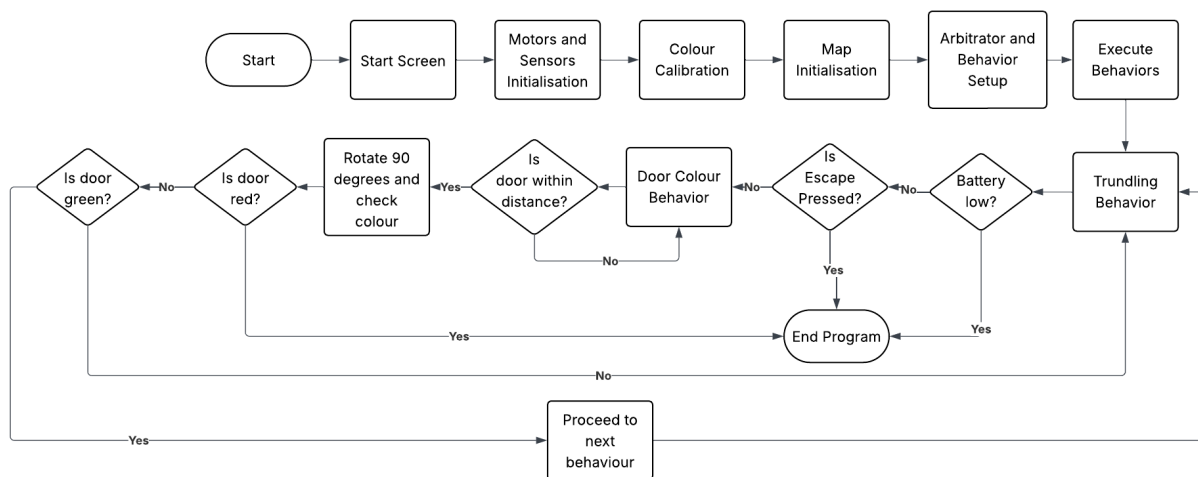 Start
Start Screen
Motors and
Sensors
Initialisation
Colour
Calibration
Map
Initialisation
Arbitrator and
Behavior
Setup
Execute
Behaviors
Trundling
Behavior
Battery
low?
No
Yes
Is
Escape
Pressed?
No
Yes
Door Colour
Behavior
Is
door within
distance?
No
Yes
Rotate 90
degrees and
check
colour
Is door
red?
No
Yes
Is door
green?
No
Yes
End Program
Proceed to
next
behaviour